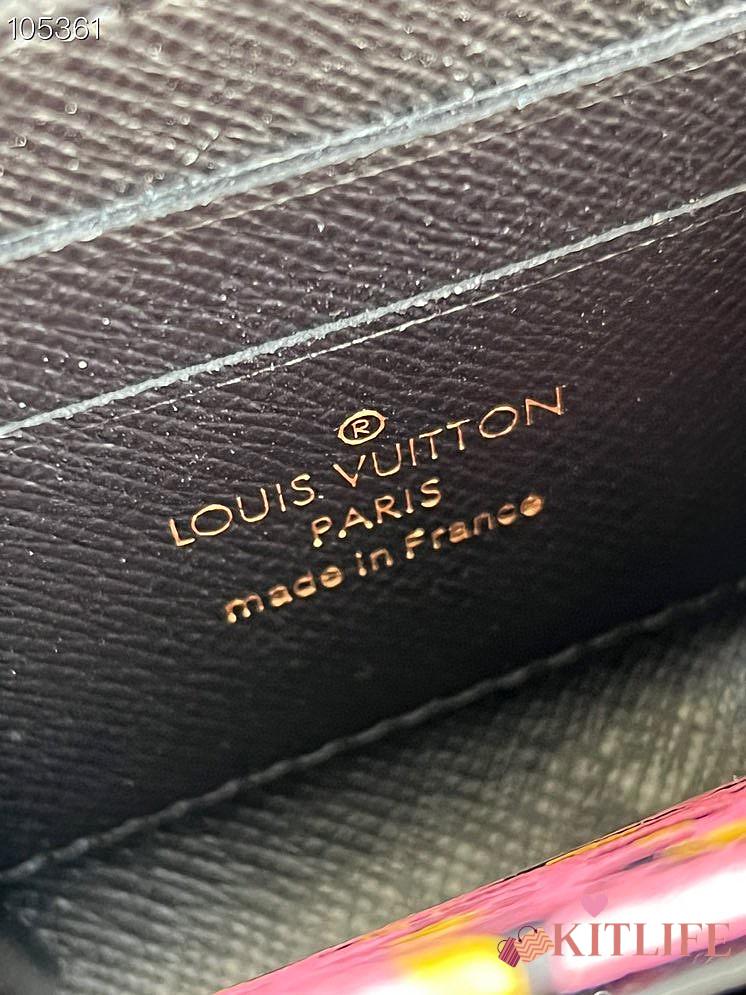 105361
®
LOUIS VUITTON
PARIS
made in France
KITLIFE